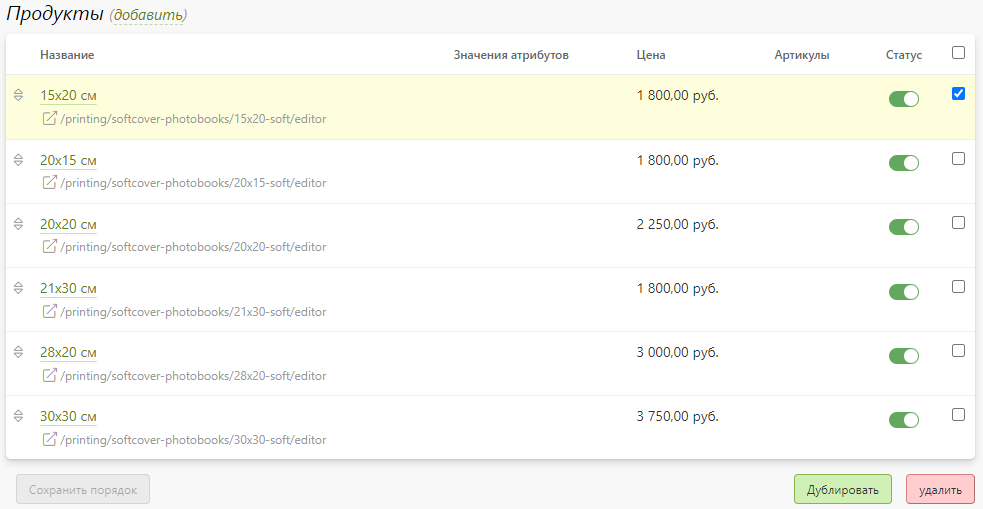 Продукты (добавить)
Название Значения атрибутов Цена Артикулы Статус
15x20 см 1 800,00 руб.
/printing/softcover-photobooks/15x20-soft/editor
20x15 см 1 800,00 руб.
/printing/softcover-photobooks/20x15-soft/editor
20x20 см 2 250,00 руб.
/printing/softcover-photobooks/20x20-soft/editor
21x30 см 1 800,00 руб.
/printing/softcover-photobooks/21x30-soft/editor
28x20 см 3 000,00 руб.
/printing/softcover-photobooks/28x20-soft/editor
30x30 см 3 750,00 руб.
/printing/softcover-photobooks/30x30-soft/editor
Сохранить порядок Дублировать удалить